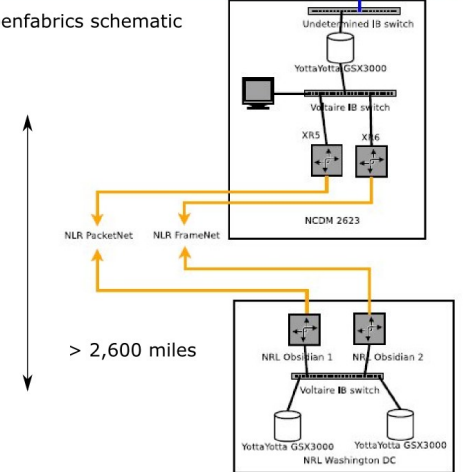 enfabrics schematic
Undetermined IB switch
YottaYotta GSX3000
Voltaire IB switch
XR5
XR6
NCDM 2623
NLR PacketNet
NLR FrameNet
> 2,600 miles
NRL Obsidian 1
NRL Obsidian 2
Voltaire IB switch
YottaYotta GSX3000
YottaYotta GSX3000
NRL Washington DC